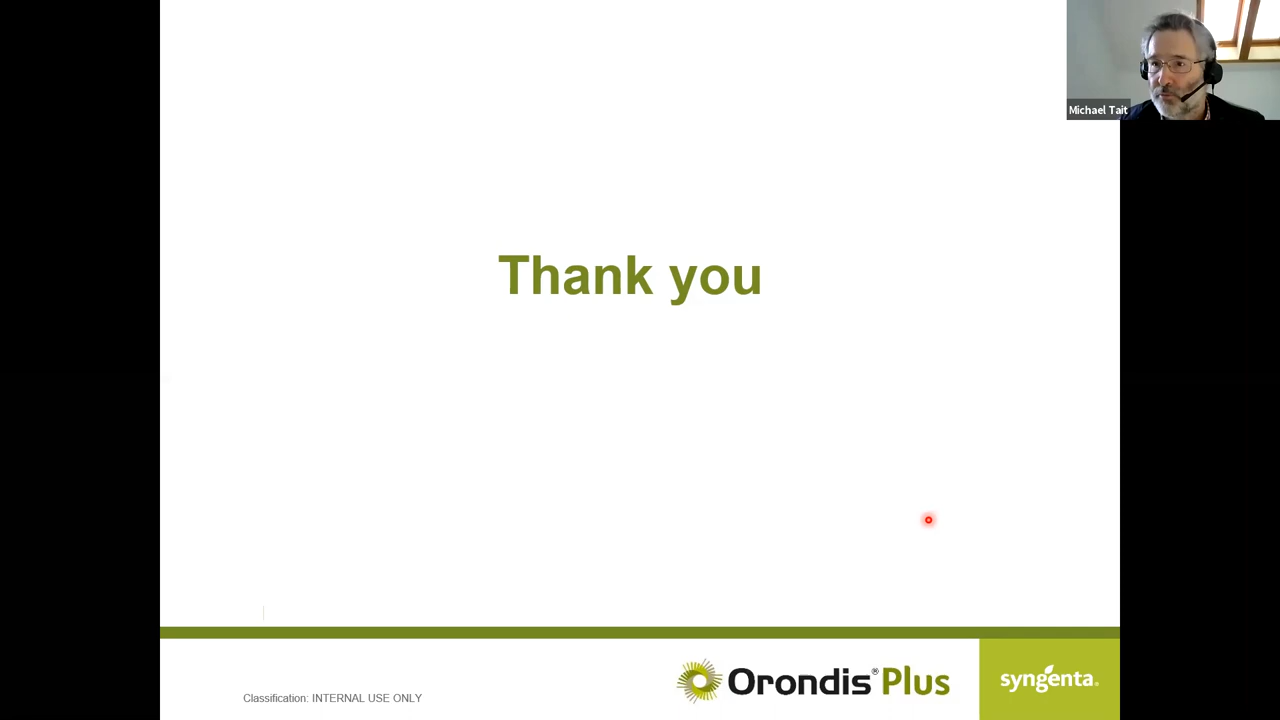 Michael Tait
Thank you
Classification: INTERNAL USE ONLY
Orondis® Plus
syngenta®